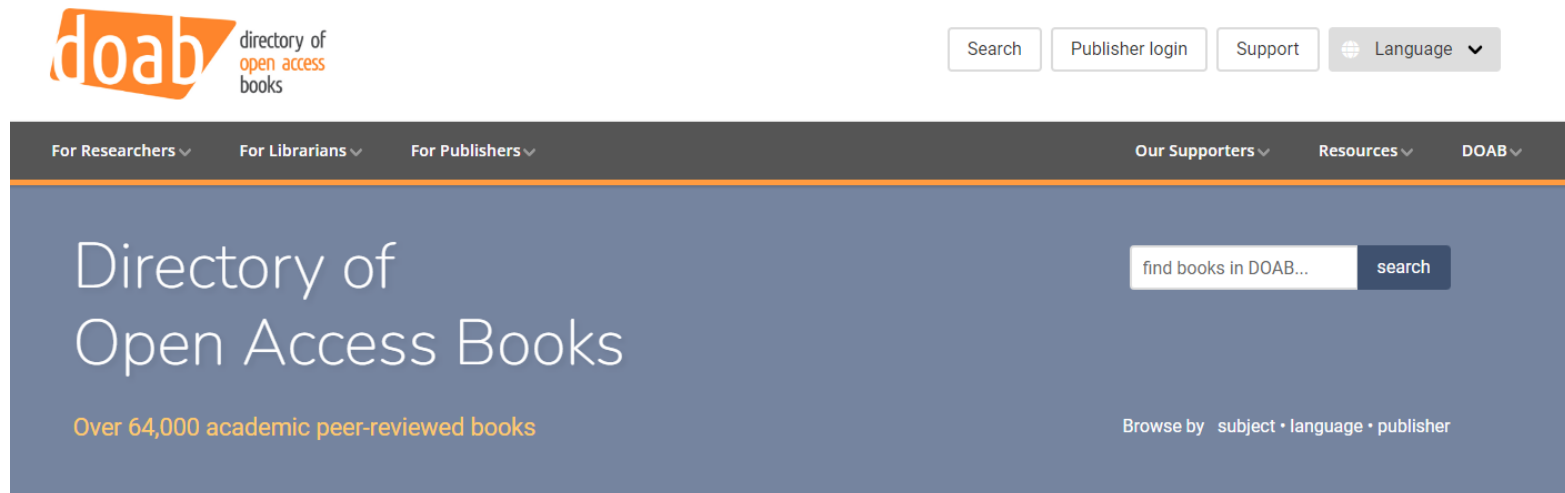 doab
directory of
open access
books
Search
Publisher login
Support
Language
For Researchers
For Librarians
For Publishers
Our Supporters
Resources
DOAB
Directory of
Open Access Books
find books in DOAB...
search
Over 64,000 academic peer-reviewed books
Browse by subject • language • publisher